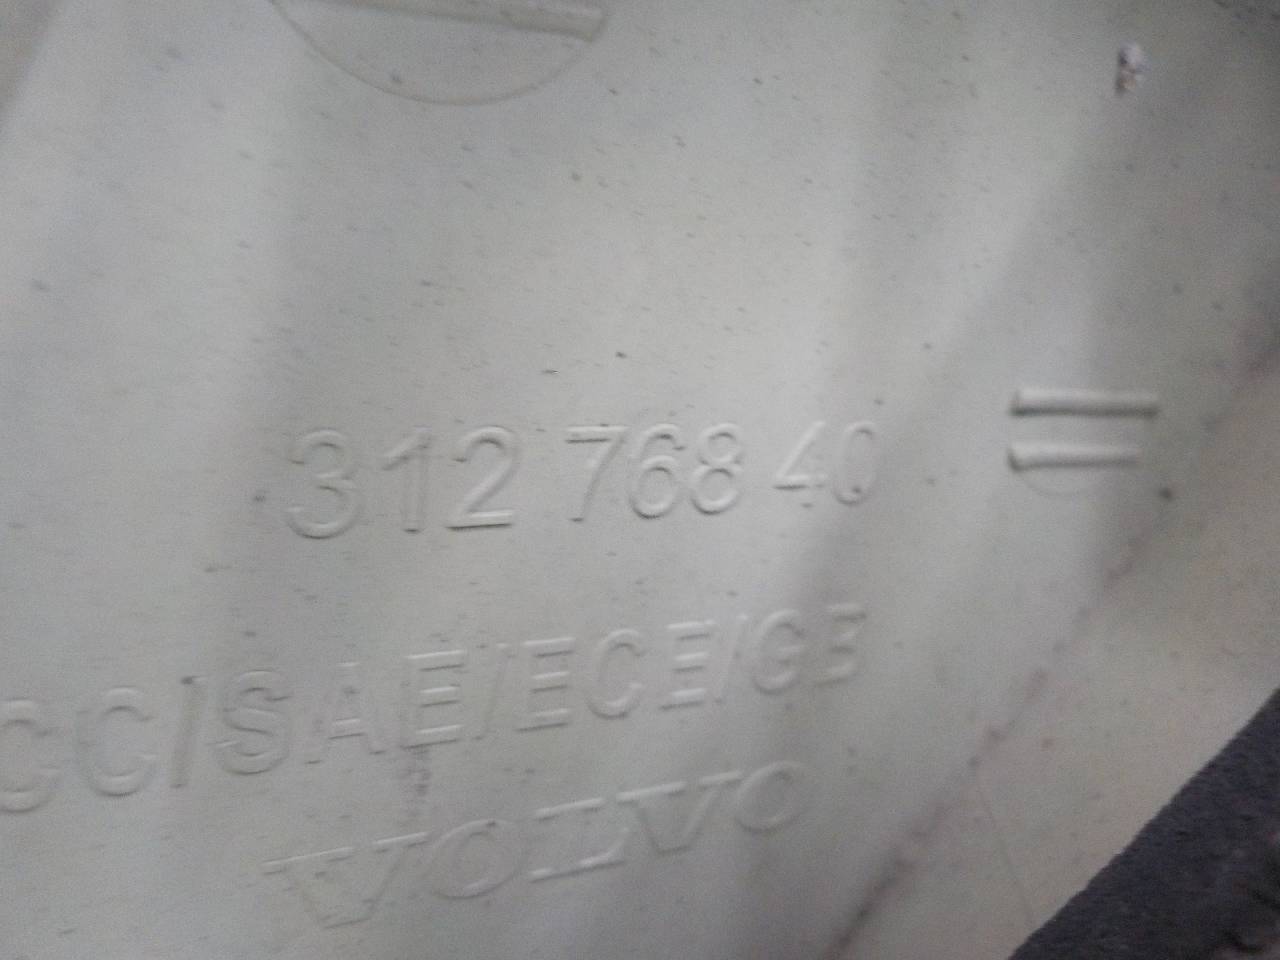 312 768 40
CC/SAE/ECE/GB
VOLVO